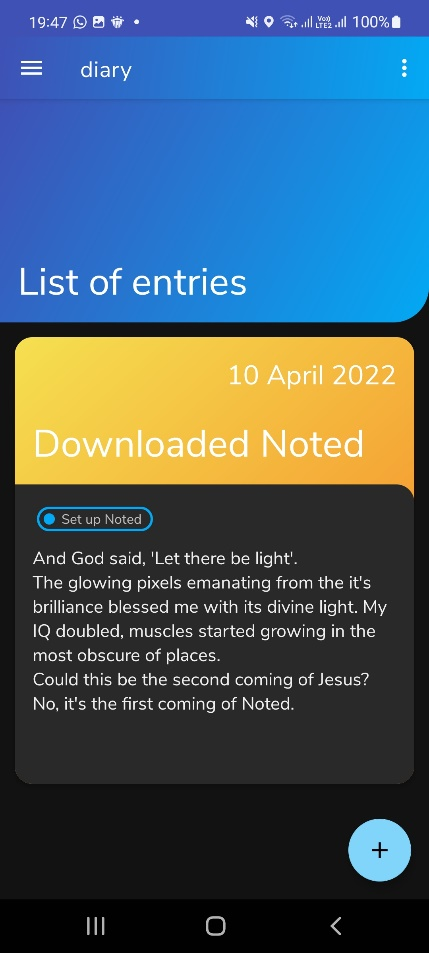 19:47
Vo)) LTE2 100%
diary
List of entries
10 April 2022
Downloaded Noted
Set up Noted
And God said, 'Let there be light'.
The glowing pixels emanating from the it's
brilliance blessed me with its divine light. My
IQ doubled, muscles started growing in the
most obscure of places.
Could this be the second coming of Jesus?
No, it's the first coming of Noted.